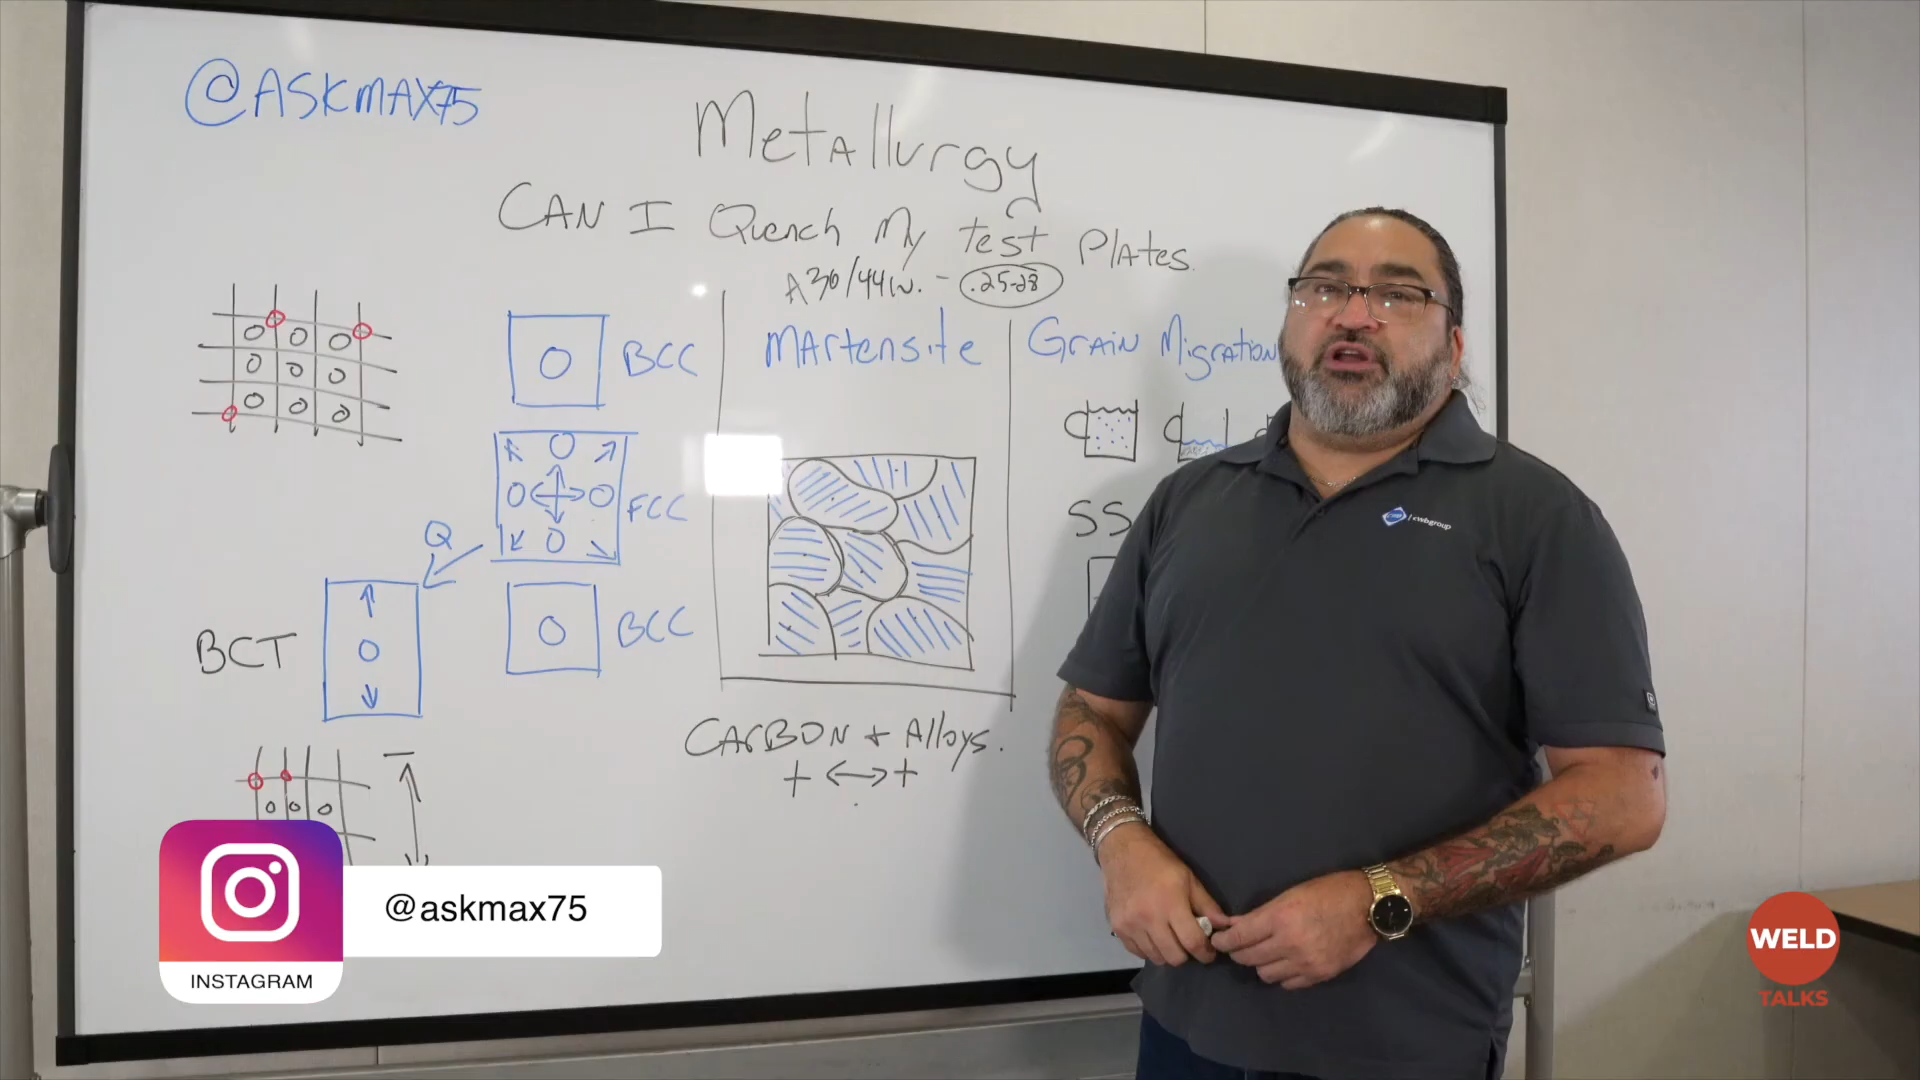 @ASKMAX75
Metallurgy
CAN I Quench My test Plates.
A36/44W. - .25-28
BCC
MArtensite
GrAiN MigrAtioN
FCC
SS
Q
BCT
BCC
CArBON + Alloys.
+ ↔ +
cwbgroup
@askmax75
INSTAGRAM
WELD
TALKS